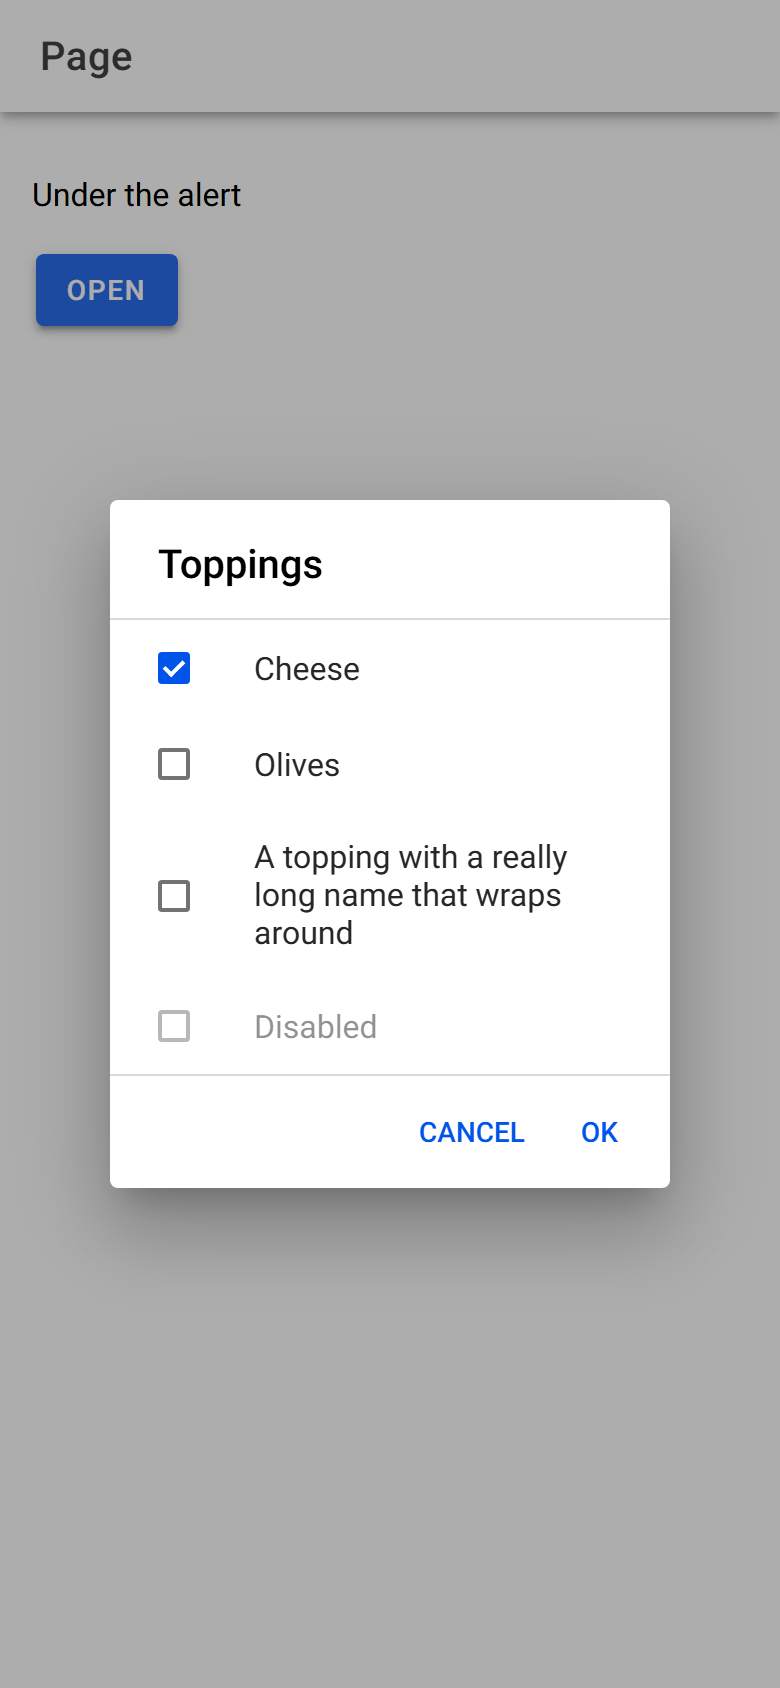 Page
Under the alert
OPEN
Toppings
Cheese
Olives
A topping with a really
long name that wraps
around
Disabled
CANCEL OK